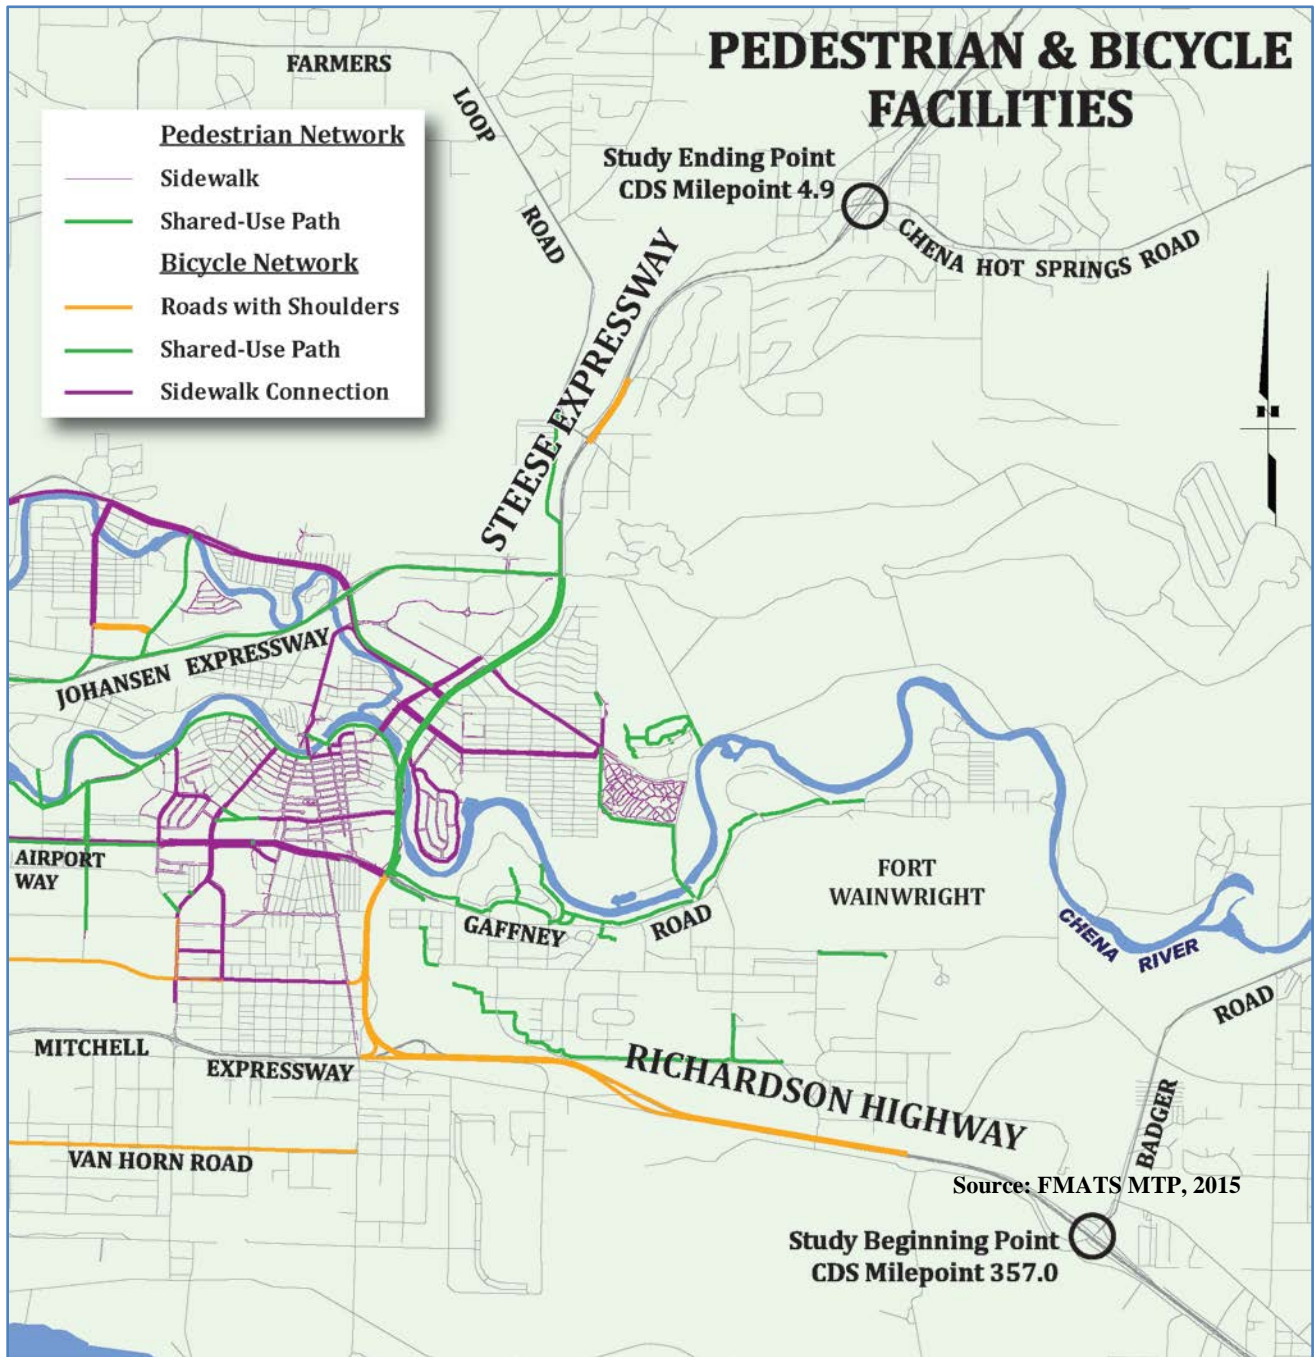 PEDESTRIAN & BICYCLE
FACILITIES
FARMERS
LOOP
ROAD
Pedestrian Network
Sidewalk
Shared-Use Path
Bicycle Network
Roads with Shoulders
Shared-Use Path
Sidewalk Connection
Study Ending Point
CDS Milepoint 4.9
CHENA HOT SPRINGS ROAD
STEESE EXPRESSWAY
JOHANSEN EXPRESSWAY
AIRPORT
WAY
FORT
WAINWRIGHT
GAFFNEY
ROAD
CHENA
RIVER
ROAD
BADGER
MITCHELL
EXPRESSWAY
RICHARDSON HIGHWAY
VAN HORN ROAD
Source: FMATS MTP, 2015
Study Beginning Point
CDS Milepoint 357.0